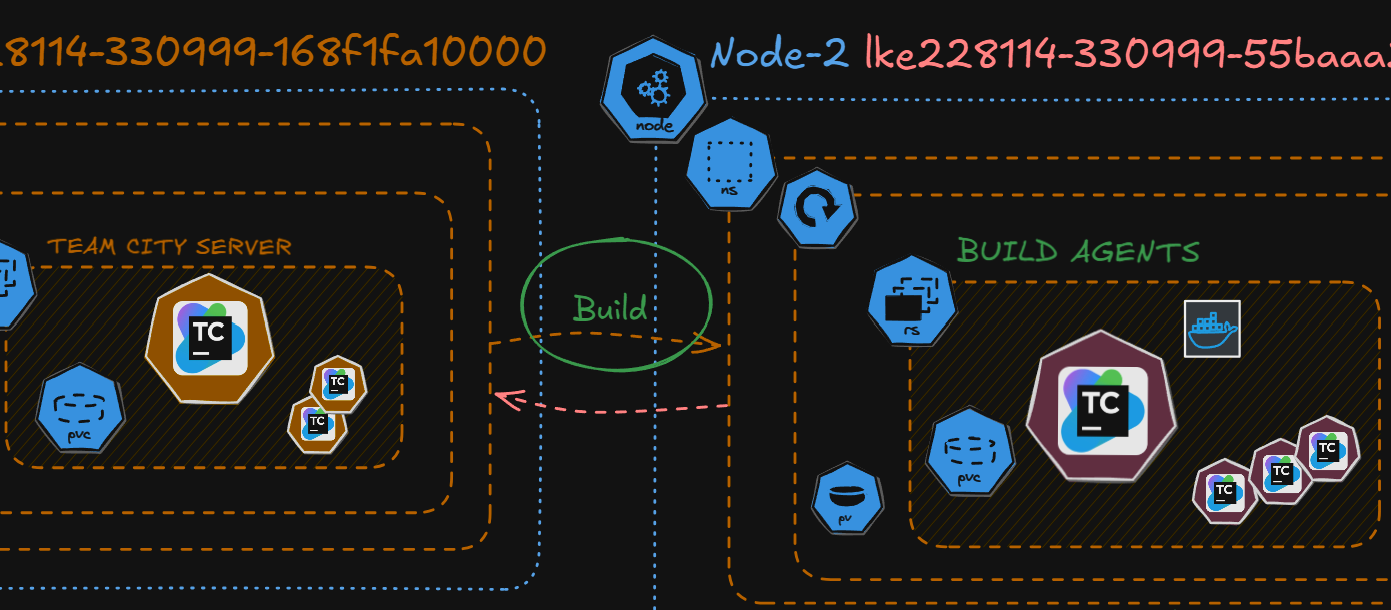 8114-330999-168f1fa10000
Node-2 lke228114-330999-55baaa
node
ns
TEAM CITY SERVER
BUILD AGENTS
Build
rs
TC
TC
TC
pvc
TC
pvc
pv
TC
TC
TC